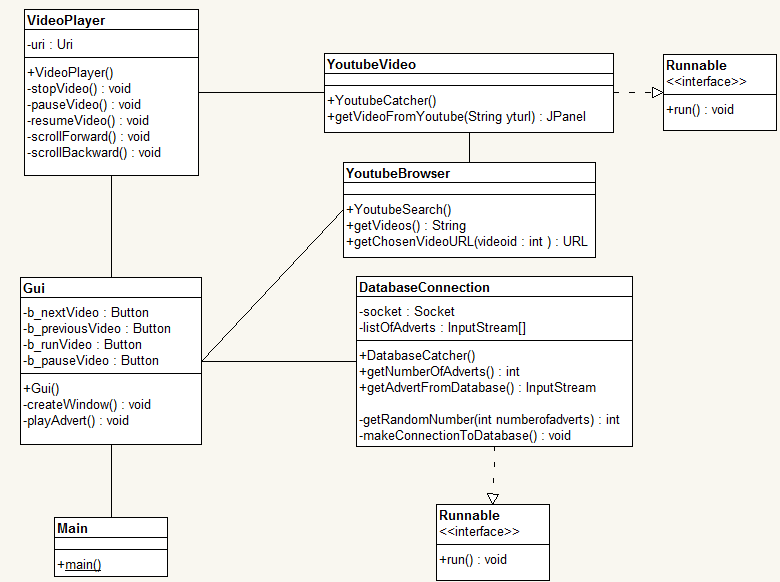 VideoPlayer
-uri : Uri
+VideoPlayer()
-stopVideo() : void
-pauseVideo() : void
-resumeVideo() : void
-scrollForward() : void
-scrollBackward() : void
YoutubeVideo
+YoutubeCatcher()
+getVideoFromYoutube(String yturl) : JPanel
Runnable
<<interface>>
+run() : void
YoutubeBrowser
+YoutubeSearch()
+getVideos() : String
+getChosenVideoURL(videoid : int ) : URL
Gui
-b_nextVideo : Button
-b_previousVideo : Button
-b_runVideo : Button
-b_pauseVideo : Button
+Gui()
-createWindow() : void
-playAdvert() : void
DatabaseConnection
-socket : Socket
-listOfAdverts : InputStream[]
+DatabaseCatcher()
+getNumberOfAdverts() : int
+getAdvertFromDatabase() : InputStream
-getRandomNumber(int numberofadverts) : int
-makeConnectionToDatabase() : void
Main
+main()
Runnable
<<interface>>
+run() : void